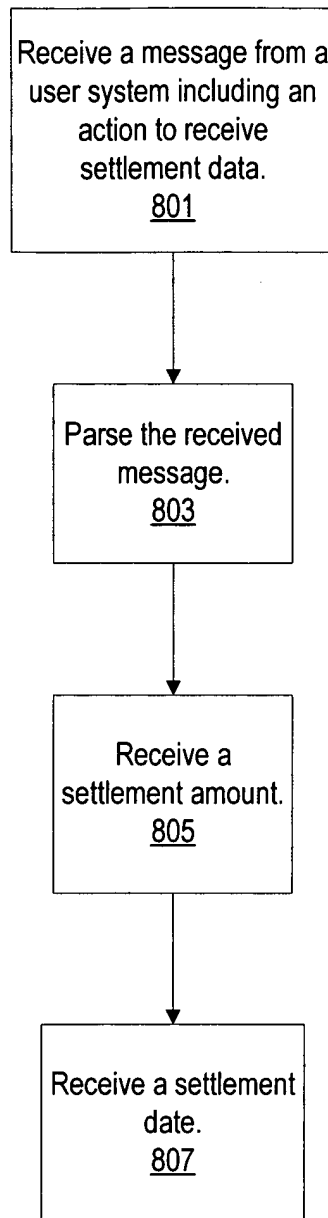 Receive a message from a
user system including an
action to receive
settlement data.
801
Parse the received
message.
803
Receive a
settlement amount.
805
Receive a settlement
date.
807